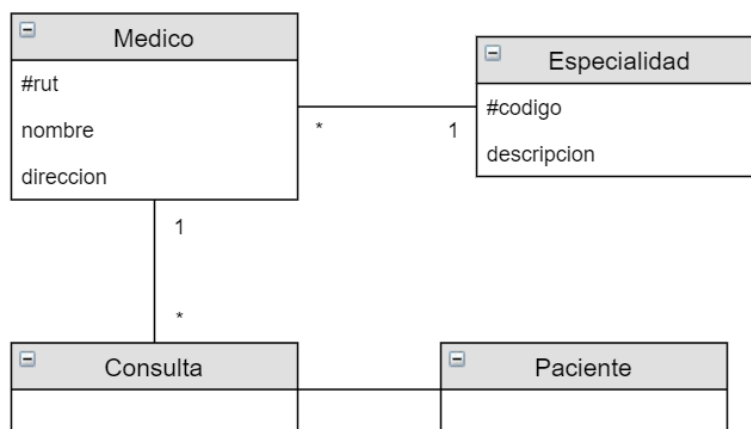 Medico
#rut
nombre
direccion
Especialidad
#codigo
descripcion
*
1
1
*
Consulta
Paciente